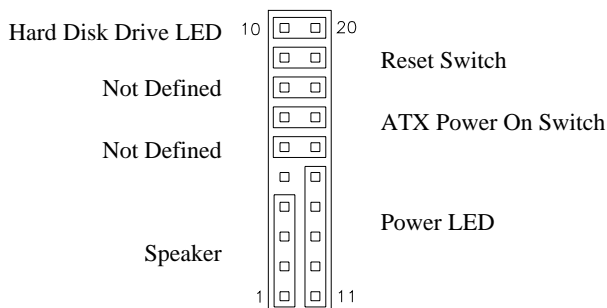 Hard Disk Drive LED 10 20
Reset Switch
Not Defined
ATX Power On Switch
Not Defined
Power LED
Speaker
1 11